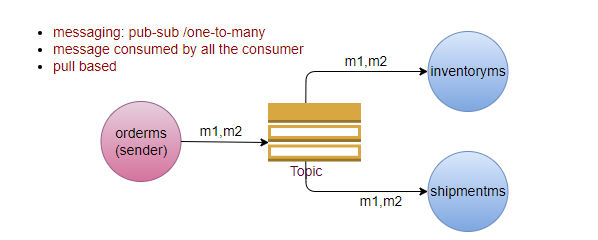 messaging: pub-sub /one-to-many
message consumed by all the consumer
pull based
m1,m2
inventoryms
orderms
(sender)
m1,m2
Topic
shipmentms
m1,m2